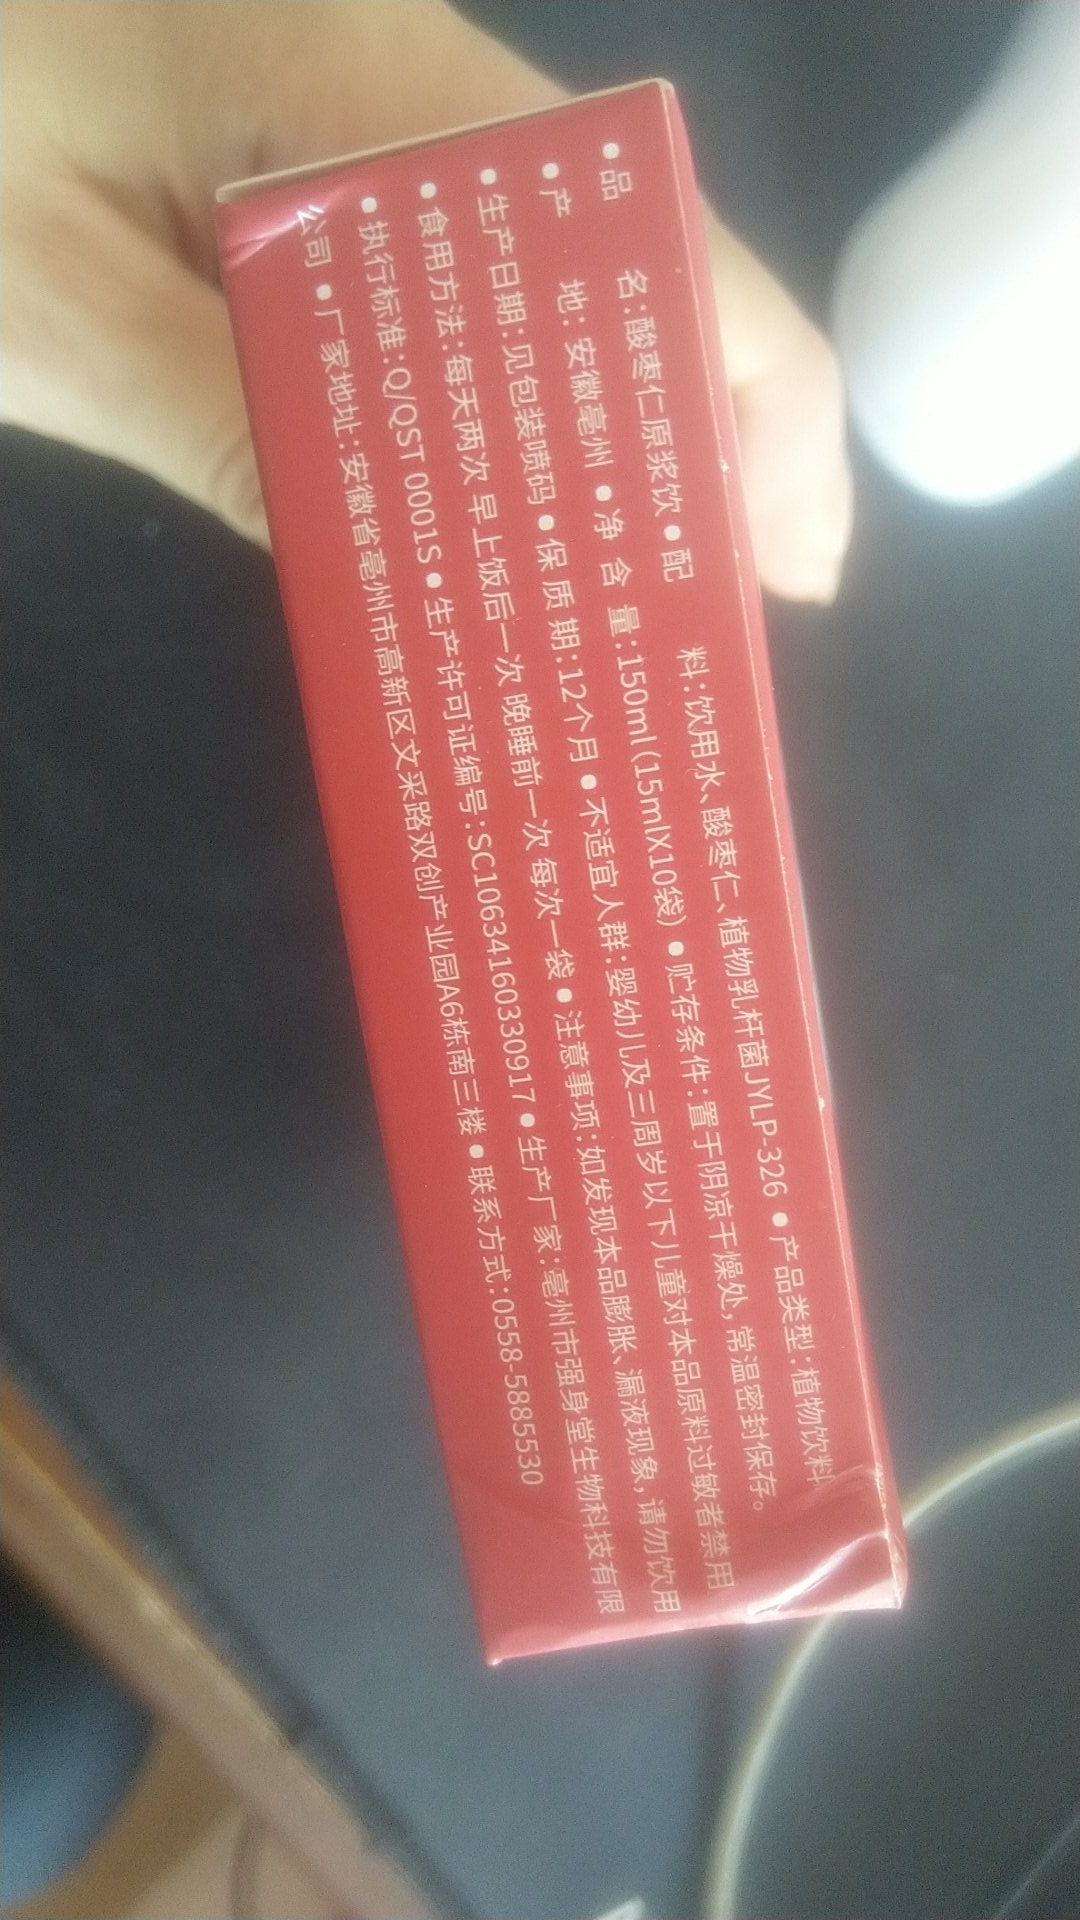 ●品 名:酸枣仁原浆饮●配 料:饮用水、酸枣仁、植物乳杆菌JYLP-326●产品类型:植物饮料
●产 地:安徽亳州●净 含 量:150ml(15mlX10袋)●贮存条件:置于阴凉干燥处,常温密封保存。
●生产日期:见包装喷码●保 质 期:12个月●不适宜人群:婴幼儿及三周岁以下儿童对本品原料过敏者禁用
●食用方法:每天两次 早上饭后一次 晚睡前一次 每次一袋●注意事项:如发现本品膨胀、漏液现象,请勿饮用
●执行标准:Q/QST 0001S●生产许可证编号:SC10634160330917●生产厂家:亳州市强身堂生物科技有限
公司●厂家地址:安徽省亳州市高新区文采路双创产业园A6栋南三楼●联系方式:0558-5885530